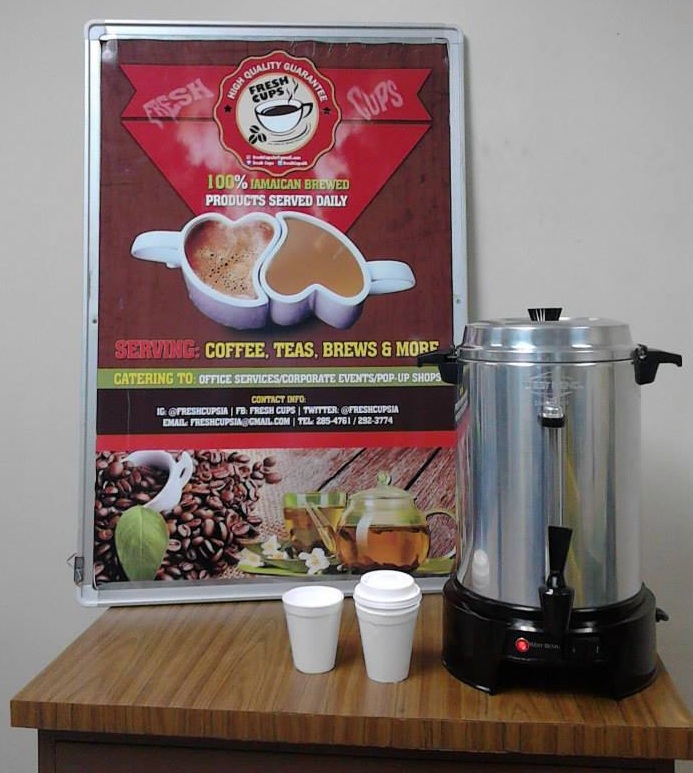 HIGH QUALITY GUARANTEE
FRESH
CUPS
FRESH CUPS
100% JAMAICAN BREWED
PRODUCTS SERVED DAILY
SERVING: COFFEE, TEAS, BREWS & MORE
CATERING TO: OFFICE SERVICES/CORPORATE EVENTS/POP-UP SHOPS
CONTACT INFO:
IG: @FRESHCUPSJA | FB: FRESH CUPS | TWITTER: @FRESHCUPSJA
EMAIL: FRESHCUPSJA@GMAIL.COM | TEL: 285-4761 / 292-3774
WEST BEND